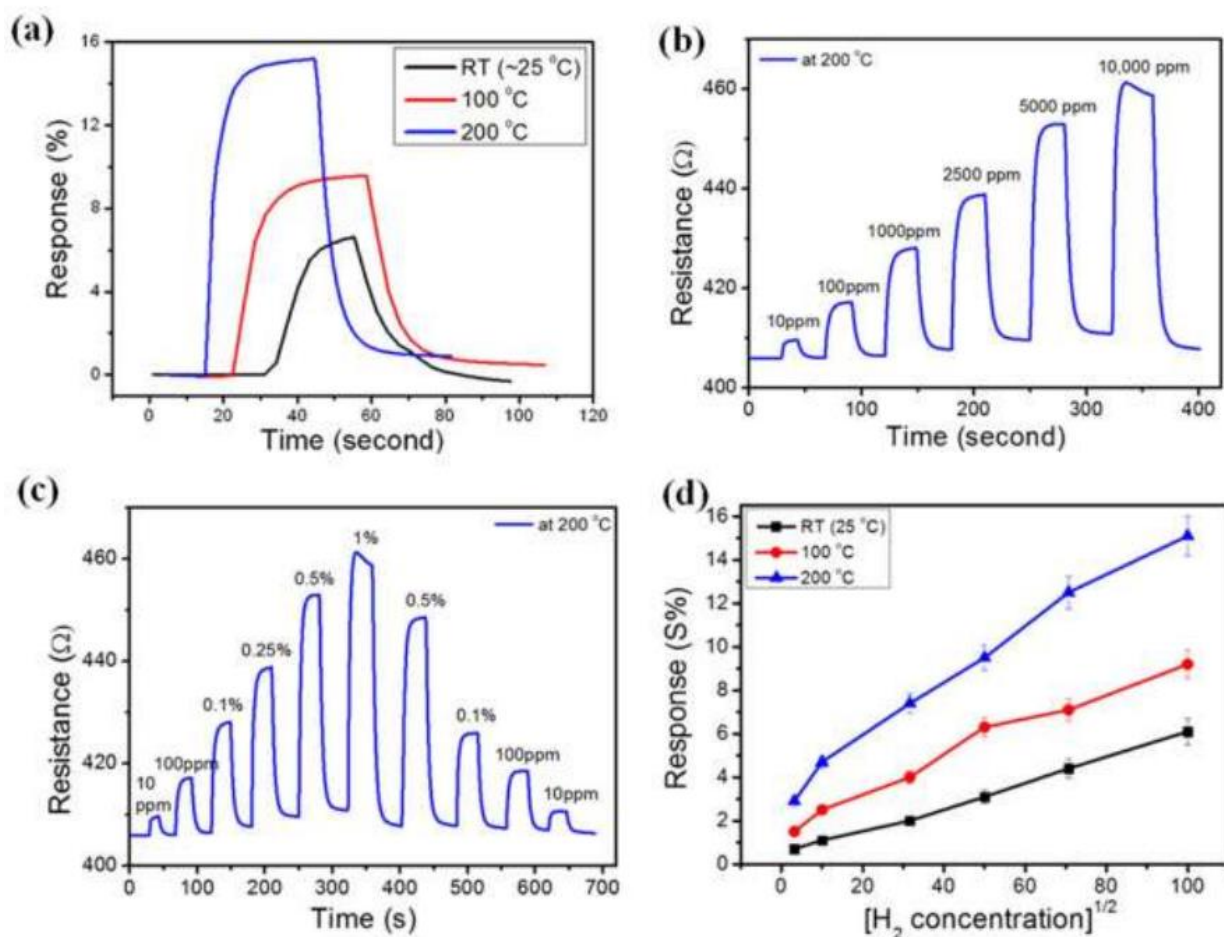 (a)
16
12
8
4
0
Response (%)
RT (~25 °C)
100 °C
200 °C
0 20 40 60 80 100 120
Time (second)
(b)
at 200 °C
460
440
420
400
Resistance (Ω)
10ppm
100ppm
1000ppm
2500 ppm
5000 ppm
10,000 ppm
0 100 200 300 400
Time (second)
(c)
at 200 °C
460
440
420
400
Resistance (Ω)
10
ppm
100ppm
0.1%
0.25%
0.5%
1%
0.5%
0.1%
100ppm
10ppm
0 100 200 300 400 500 600 700
Time (s)
(d)
16
14
12
10
8
6
4
2
0
Response (S%)
RT (25 °C)
100 °C
200 °C
0 20 40 60 80 100
[H₂ concentration]^1/2